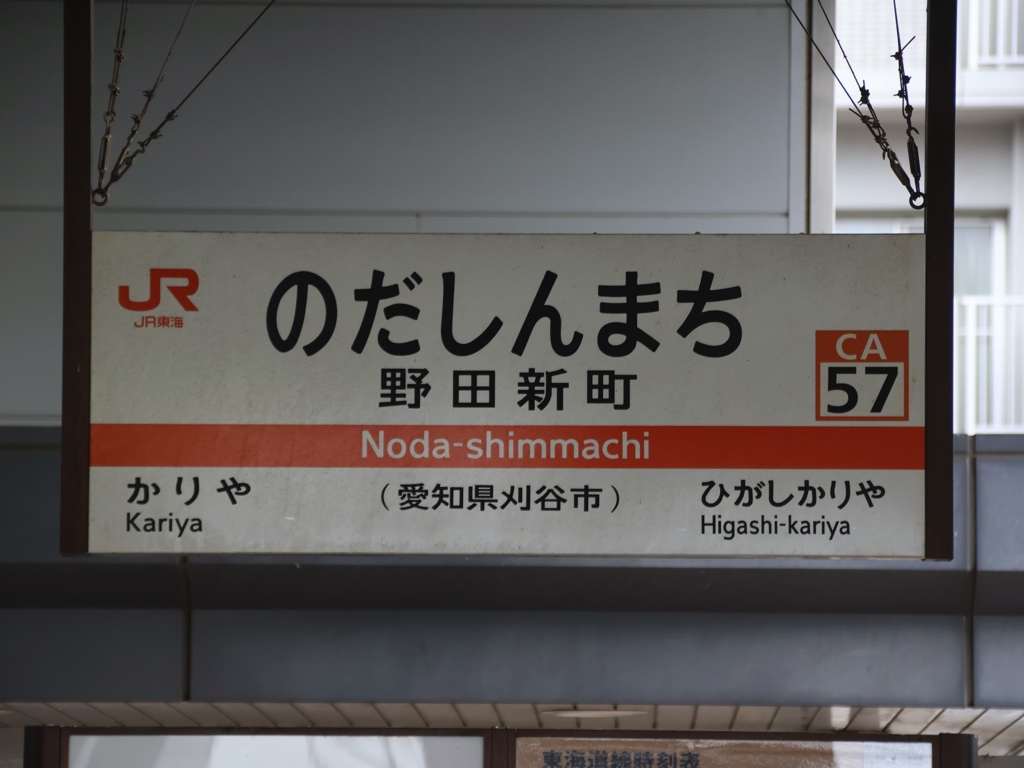 JR
JR東海
のだしんまち
野田新町
CA
57
Noda-shimmachi
かりや
Kariya
（愛知県刈谷市）
ひがしかりや
Higashi-kariya
東海道線時刻表